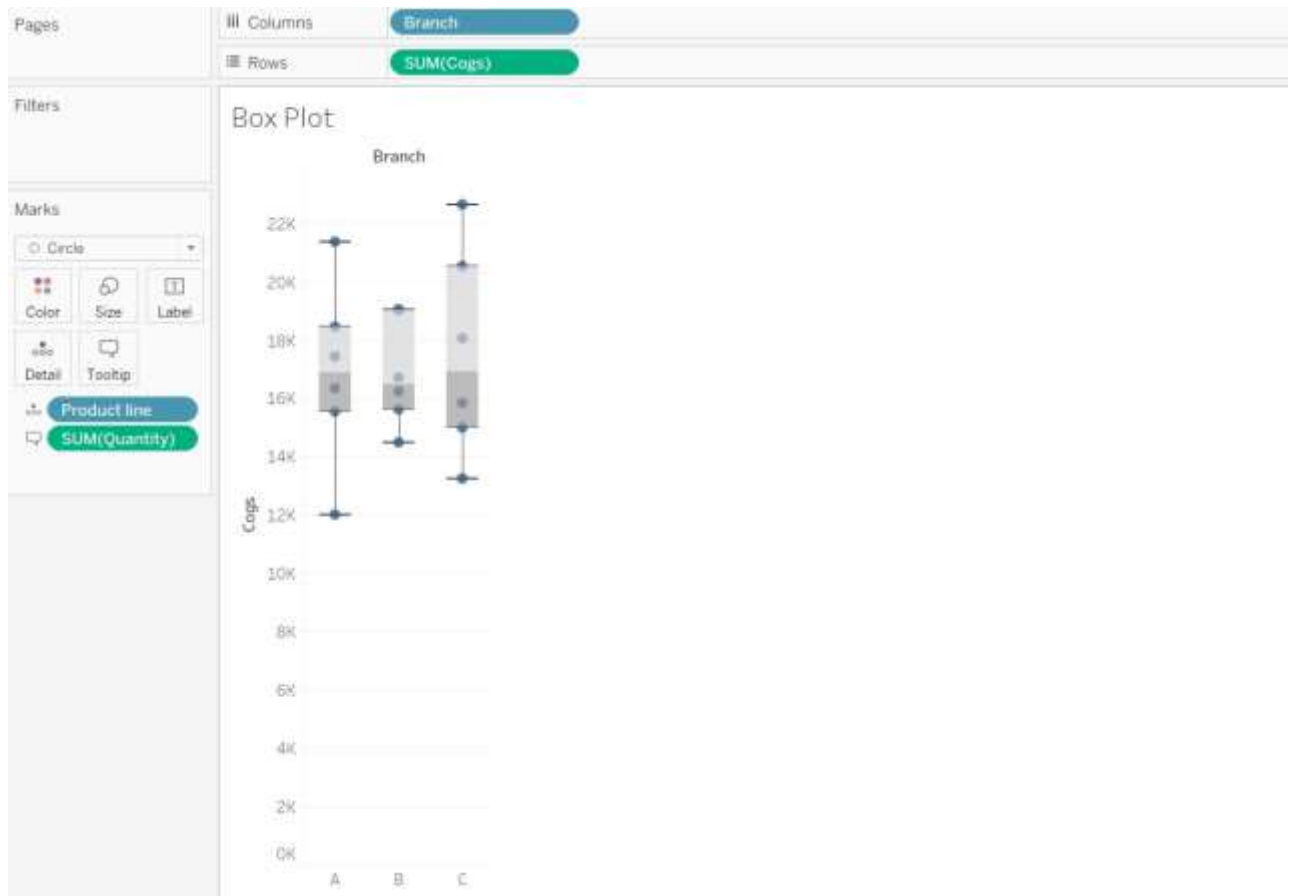 Pages
Columns
Branch
Rows
SUM(Cogs)
Filters
Box Plot
Branch
Marks
Circle
Color
Size
Label
Detail
Tooltip
Product line
SUM(Quantity)
Cogs
22K
20K
18K
16K
14K
12K
10K
8K
6K
4K
2K
0K
A
B
C